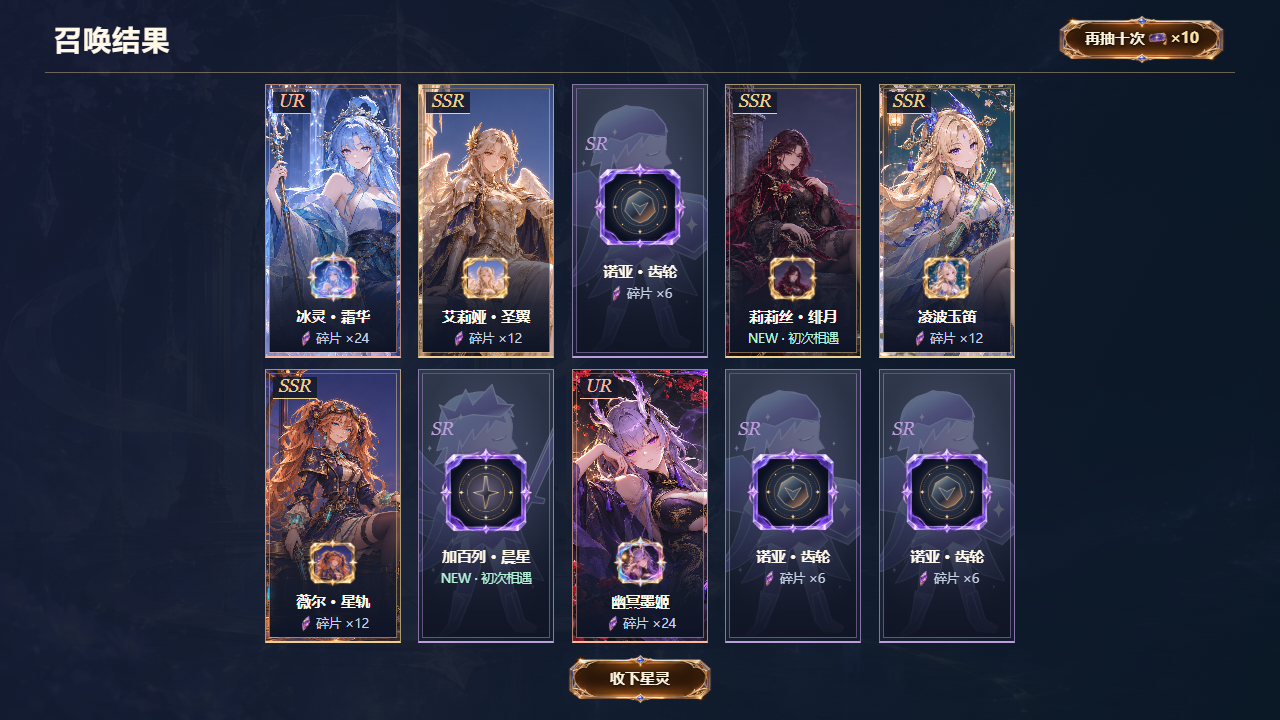 召唤结果
再抽十次 ×10
UR
冰灵·霜华
碎片 ×24
SSR
艾莉娅·圣翼
碎片 ×12
SR
诺亚·齿轮
碎片 ×6
SSR
莉莉丝·绯月
NEW · 初次相遇
SSR
凌波玉笛
碎片 ×12
SSR
薇尔·星轨
碎片 ×12
SR
加百列·晨星
NEW · 初次相遇
UR
幽冥墨姬
碎片 ×24
SR
诺亚·齿轮
碎片 ×6
SR
诺亚·齿轮
碎片 ×6
收下星灵